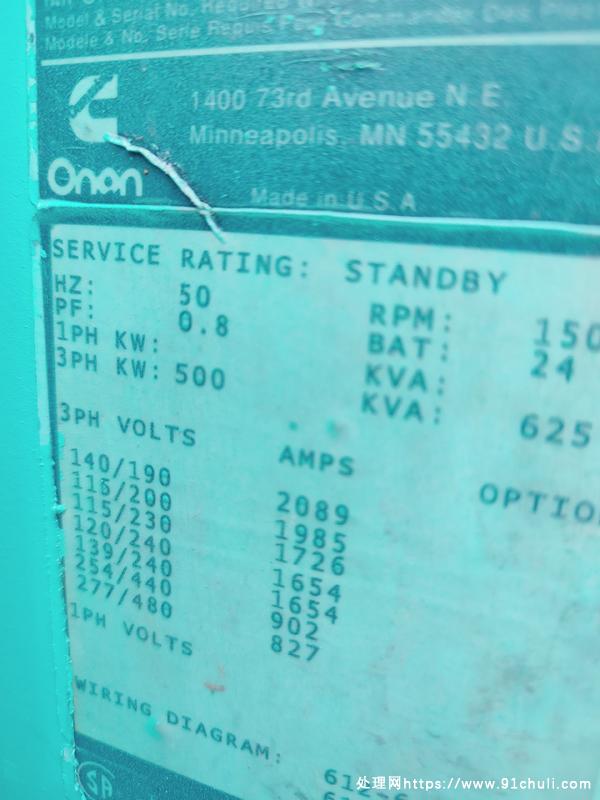 Model & Serial No. Required
Modele & No. Serie Requis Commander Des
1400 73rd Avenue N.E.
Minneapolis, MN 55432 U.S.
Onan
Made in U S A
SERVICE RATING: STANDBY
HZ: 50 RPM: 150
PF: 0.8 BAT: 24
1PH KW: KVA:
3PH KW: 500 KVA: 625
3PH VOLTS AMPS OPTIO
140/190 2089
115/200 1985
115/230 1726
120/240 1654
139/240 1654
254/440 902
277/480 827
1PH VOLTS
WIRING DIAGRAM:
处理网https://www.91chuli.com/